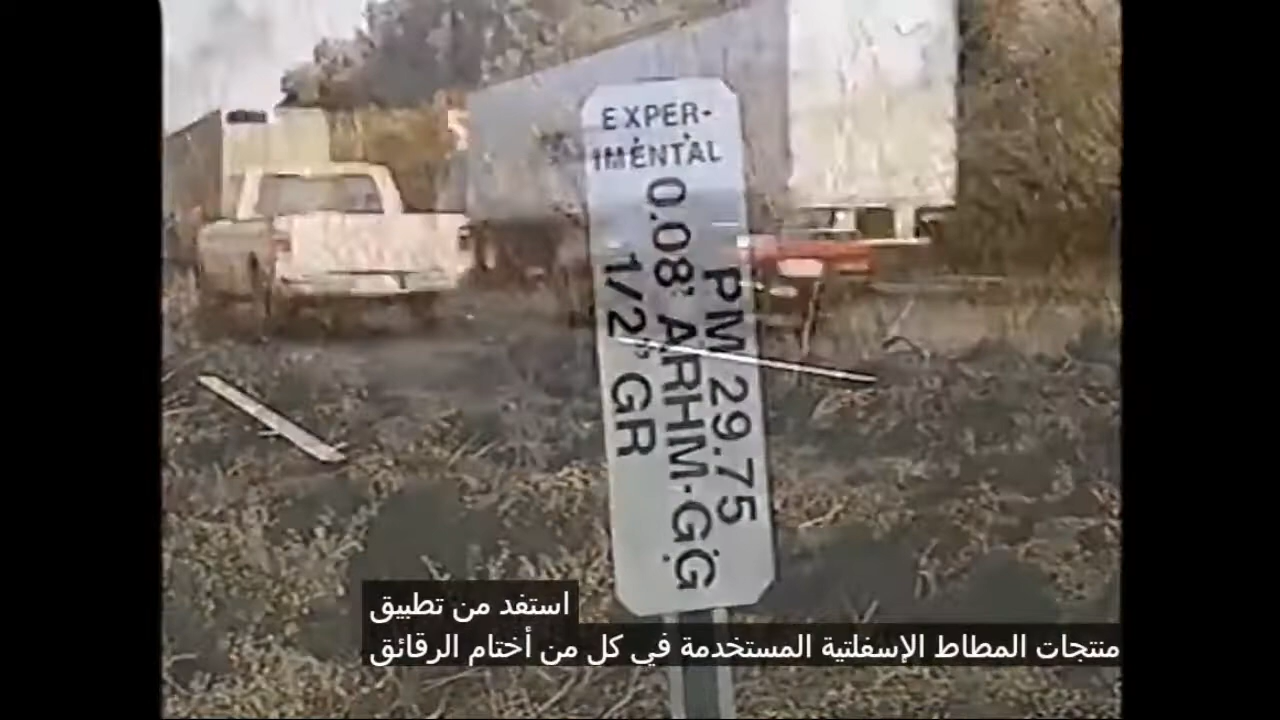 EXPER-
IMENTAL
PM 29.75
0.08' ARHM-GG
1/2" GR
استفد من تطبيق
منتجات المطاط الإسفلتية المستخدمة في كل من أختام الرقائق